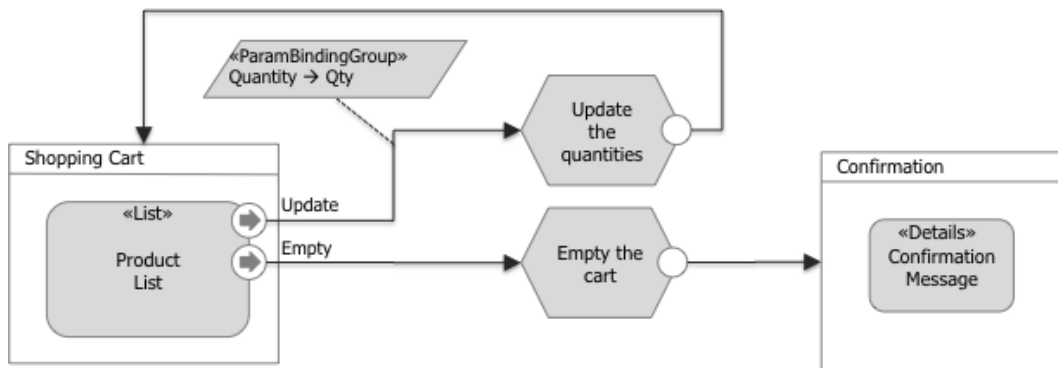 «ParamBindingGroup»
Quantity → Qty
Update
the
quantities
Shopping Cart
«List»
Product
List
Update
Empty
Empty the
cart
Confirmation
«Details»
Confirmation
Message